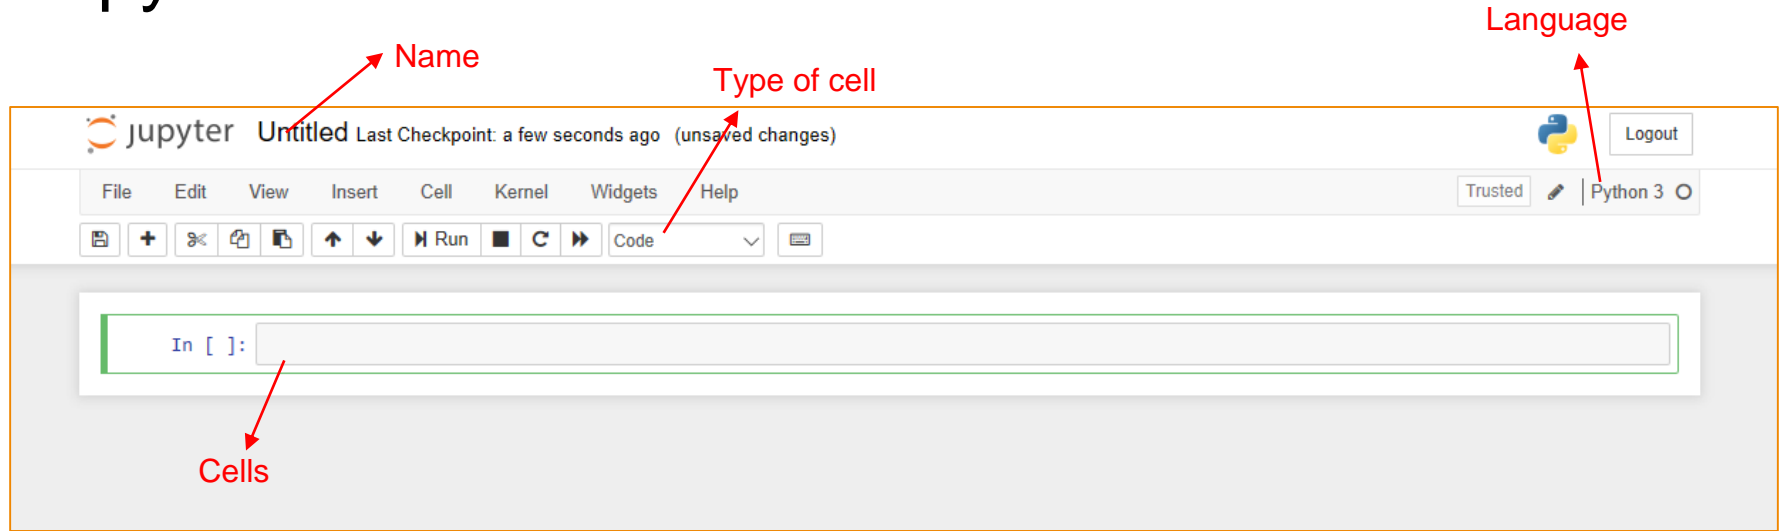 Language
Name
Type of cell
jupyter Untitled Last Checkpoint: a few seconds ago (unsaved changes) Logout
File Edit View Insert Cell Kernel Widgets Help Trusted Python 3
Run Code
In [ ]:
Cells